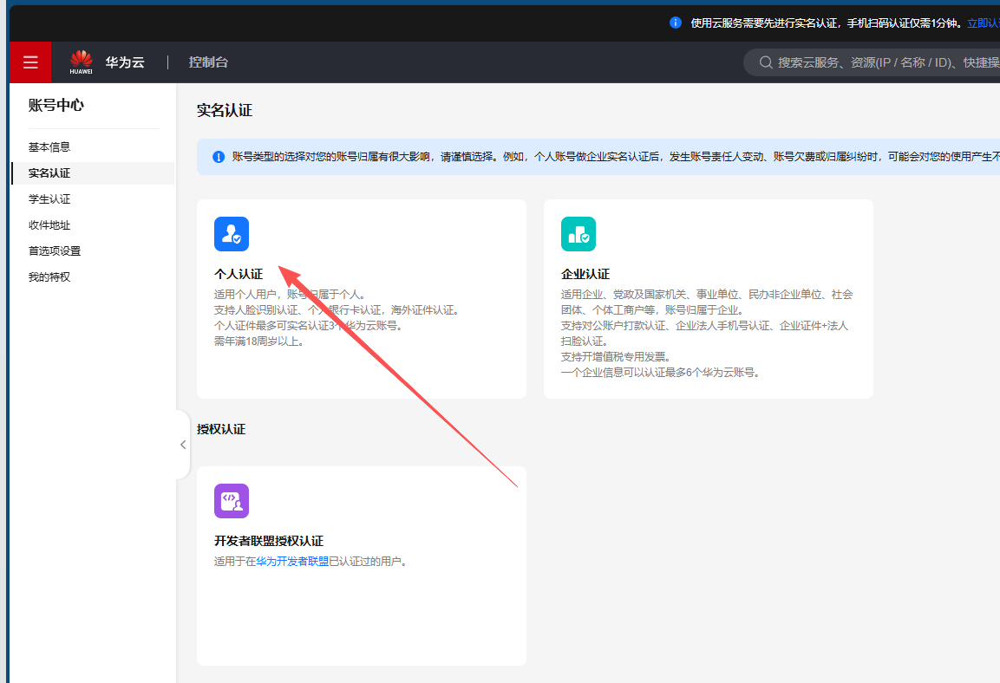 使用云服务需要先进行实名认证，手机扫码认证仅需1分钟。立即认
HUAWEI 华为云 控制台 搜索云服务、资源(IP / 名称 / ID)、快捷操
账号中心
基本信息
实名认证
学生认证
收件地址
首选项设置
我的特权
实名认证
账号类型的选择对您的账号归属有很大影响，请谨慎选择。例如，个人账号做企业实名认证后，发生账号责任人变动、账号欠费或归属纠纷时，可能会对您的使用产生不
个人认证
适用个人用户，账号归属于个人。
支持人脸识别认证、个人银行卡认证，海外证件认证。
个人证件最多可实名认证3个华为云账号。
需年满18周岁以上。
企业认证
适用企业、党政及国家机关、事业单位、民办非企业单位、社会
团体、个体工商户等，账号归属于企业。
支持对公账户打款认证、企业法人手机号认证、企业证件+法人
扫脸认证。
支持开增值税专用发票。
一个企业信息可以认证最多6个华为云账号。
授权认证
开发者联盟授权认证
适用于在华为开发者联盟已认证过的用户。